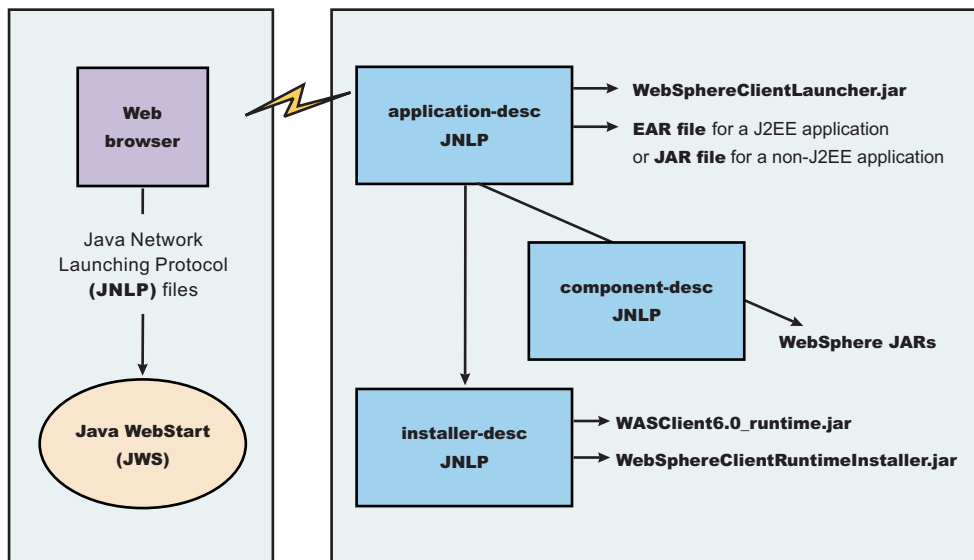 Web
browser
Java Network
Launching Protocol
(JNLP) files
Java WebStart
(JWS)
application-desc
JNLP
WebSphereClientLauncher.jar
EAR file for a J2EE application
or JAR file for a non-J2EE application
component-desc
JNLP
WebSphere JARs
installer-desc
JNLP
WASClient6.0_runtime.jar
WebSphereClientRuntimeInstaller.jar